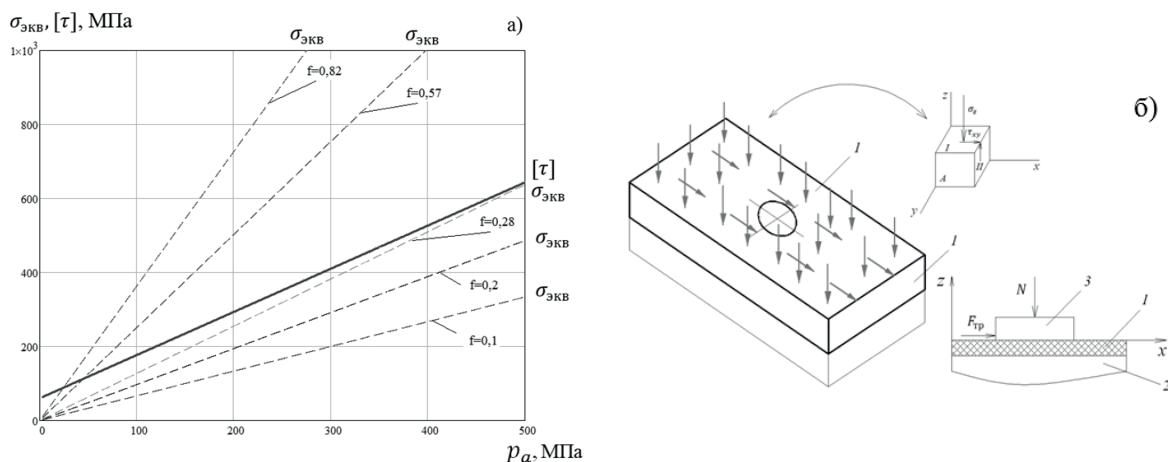 σэкв, [τ], МПа
а)
1×10³
σэкв
σэкв
f=0,82
f=0,57
800
600
[τ]
σэкв
f=0,28
400
σэкв
f=0,2
σэкв
200
f=0,1
0
0
100
200
300
400
500
pₐ, МПа
б)
z
σz
τxy
1
I
II
A
x
y
1
z
N
3
1
Fтр
x
2